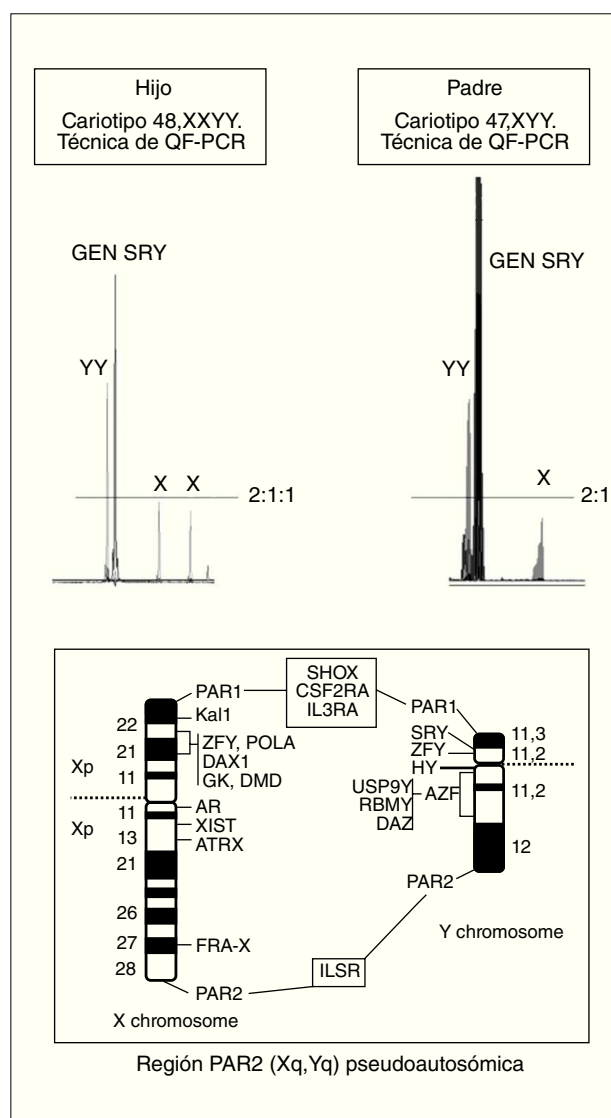 Hijo
Cariotipo 48,XXYY.
Técnica de QF-PCR
Padre
Cariotipo 47,XYY.
Técnica de QF-PCR
GEN SRY
GEN SRY
YY
YY
X X
2:1:1
X
2:1
SHOX
CSF2RA
IL3RA
PAR1
PAR1
Kal1
22
ZFY, POLA
DAX1
GK, DMD
21
Xp
11
SRY
ZFY
HY
11,3
11,2
USP9Y
RBMY
DAZ
AZF
11,2
12
AR
XIST
ATRX
11
Xp
13
21
26
27
28
FRA-X
PAR2
PAR2
ILSR
Y chromosome
X chromosome
Región PAR2 (Xq,Yq) pseudoautosómica